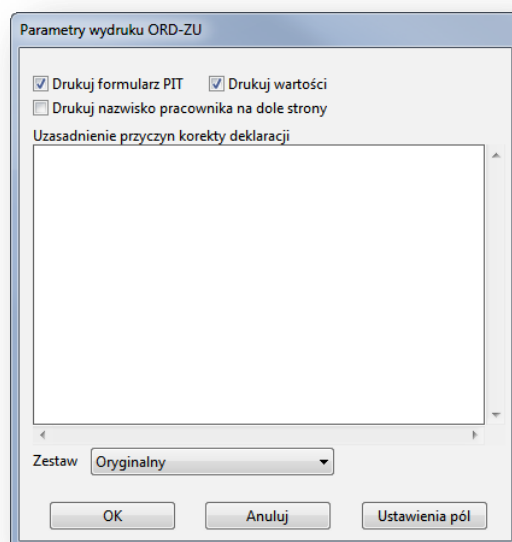 Parametry wydruku ORD-ZU
Drukuj formularz PIT Drukuj wartości
Drukuj nazwisko pracownika na dole strony
Uzasadnienie przyczyn korekty deklaracji
Zestaw Oryginalny
OK Anuluj Ustawienia pól